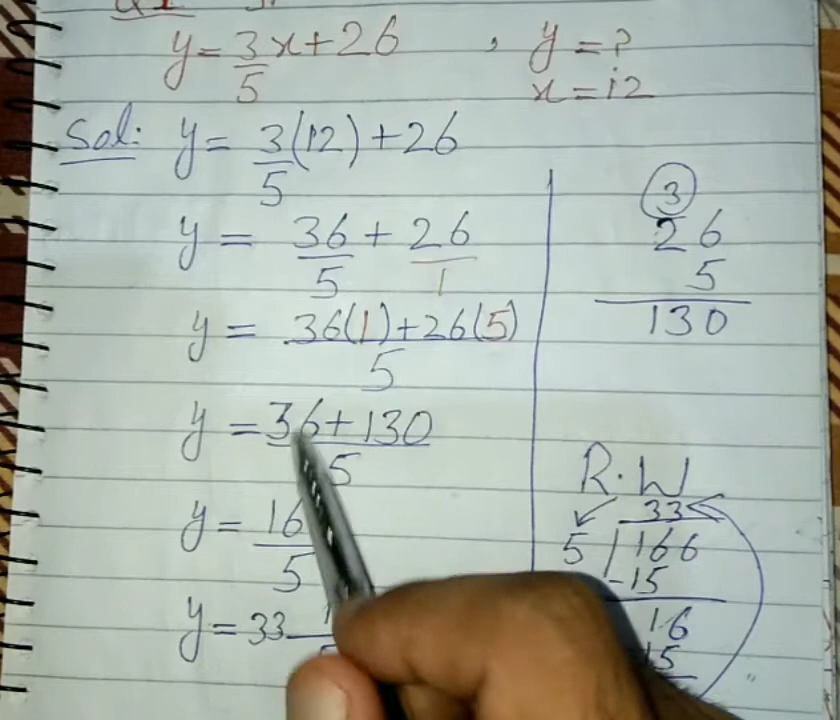 y = 3/5 x + 26 , y = ?
x = 12
Sol: y = 3/5 (12) + 26
y = 36/5 + 26/1
y = 36(1) + 26(5) / 5
y = 36 + 130 / 5
y = 16 / 5
y = 33
3
26
5
130
R.W
33
5 166
-15
16
15